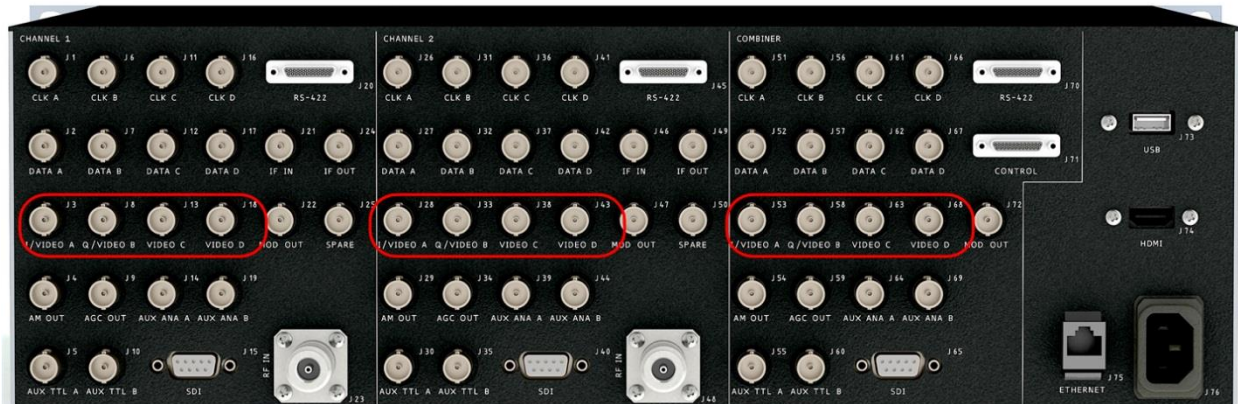 CHANNEL 1
J1 J6 J11 J16
CLK A CLK B CLK C CLK D RS-422 J20
J2 J7 J12 J17 J21 J24
DATA A DATA B DATA C DATA D IF IN IF OUT
J3 J8 J13 J18 J22 J25
I/VIDEO A Q/VIDEO B VIDEO C VIDEO D MOD OUT SPARE
J4 J9 J14 J19
AM OUT AGC OUT AUX ANA A AUX ANA B
J5 J10 J15 RF IN
AUX TTL A AUX TTL B SDI J23
CHANNEL 2
J26 J31 J36 J41
CLK A CLK B CLK C CLK D RS-422 J45
J27 J32 J37 J42 J46 J49
DATA A DATA B DATA C DATA D IF IN IF OUT
J28 J33 J38 J43 J47 J50
I/VIDEO A Q/VIDEO B VIDEO C VIDEO D MOD OUT SPARE
J29 J34 J39 J44
AM OUT AGC OUT AUX ANA A AUX ANA B
J30 J35 J40 RF IN
AUX TTL A AUX TTL B SDI J48
COMBINER
J51 J56 J61 J66
CLK A CLK B CLK C CLK D RS-422 J70
J52 J57 J62 J67 J71
DATA A DATA B DATA C DATA D CONTROL
J53 J58 J63 J68 J72
I/VIDEO A Q/VIDEO B VIDEO C VIDEO D MOD OUT
J54 J59 J64 J69
AM OUT AGC OUT AUX ANA A AUX ANA B
J55 J60 J65
AUX TTL A AUX TTL B SDI
J73
USB
J74
HDMI
J75
ETHERNET
J76